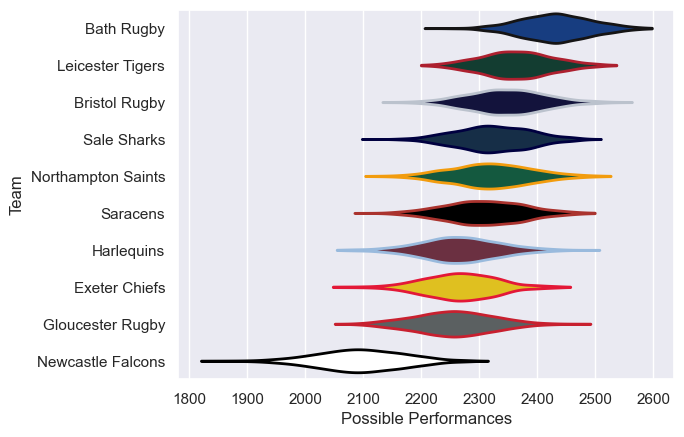 Team
Bath Rugby
Leicester Tigers
Bristol Rugby
Sale Sharks
Northampton Saints
Saracens
Harlequins
Exeter Chiefs
Gloucester Rugby
Newcastle Falcons
1800 1900 2000 2100 2200 2300 2400 2500 2600
Possible Performances